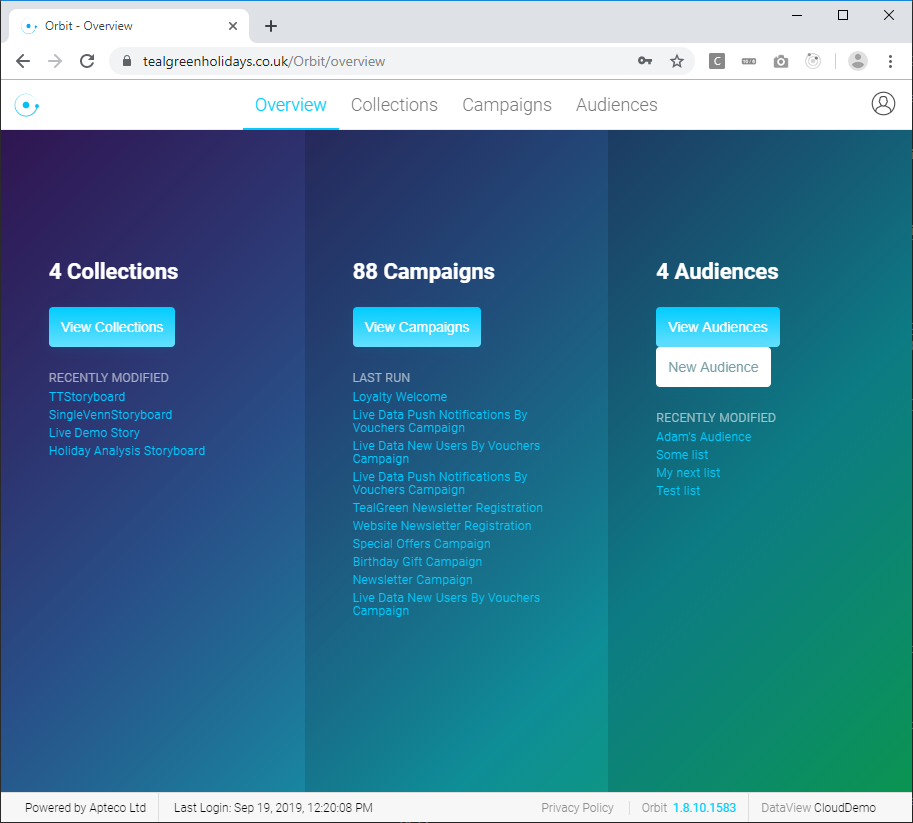 Orbit - Overview
tealgreenholidays.co.uk/Orbit/overview
Overview Collections Campaigns Audiences
4 Collections
View Collections
RECENTLY MODIFIED
TTStoryboard
SingleVennStoryboard
Live Demo Story
Holiday Analysis Storyboard
88 Campaigns
View Campaigns
LAST RUN
Loyalty Welcome
Live Data Push Notifications By
Vouchers Campaign
Live Data New Users By Vouchers
Campaign
Live Data Push Notifications By
Vouchers Campaign
TealGreen Newsletter Registration
Website Newsletter Registration
Special Offers Campaign
Birthday Gift Campaign
Newsletter Campaign
Live Data New Users By Vouchers
Campaign
4 Audiences
View Audiences
New Audience
RECENTLY MODIFIED
Adam's Audience
Some list
My next list
Test list
Powered by Apteco Ltd Last Login: Sep 19, 2019, 12:20:08 PM Privacy Policy Orbit 1.8.10.1583 DataView CloudDemo